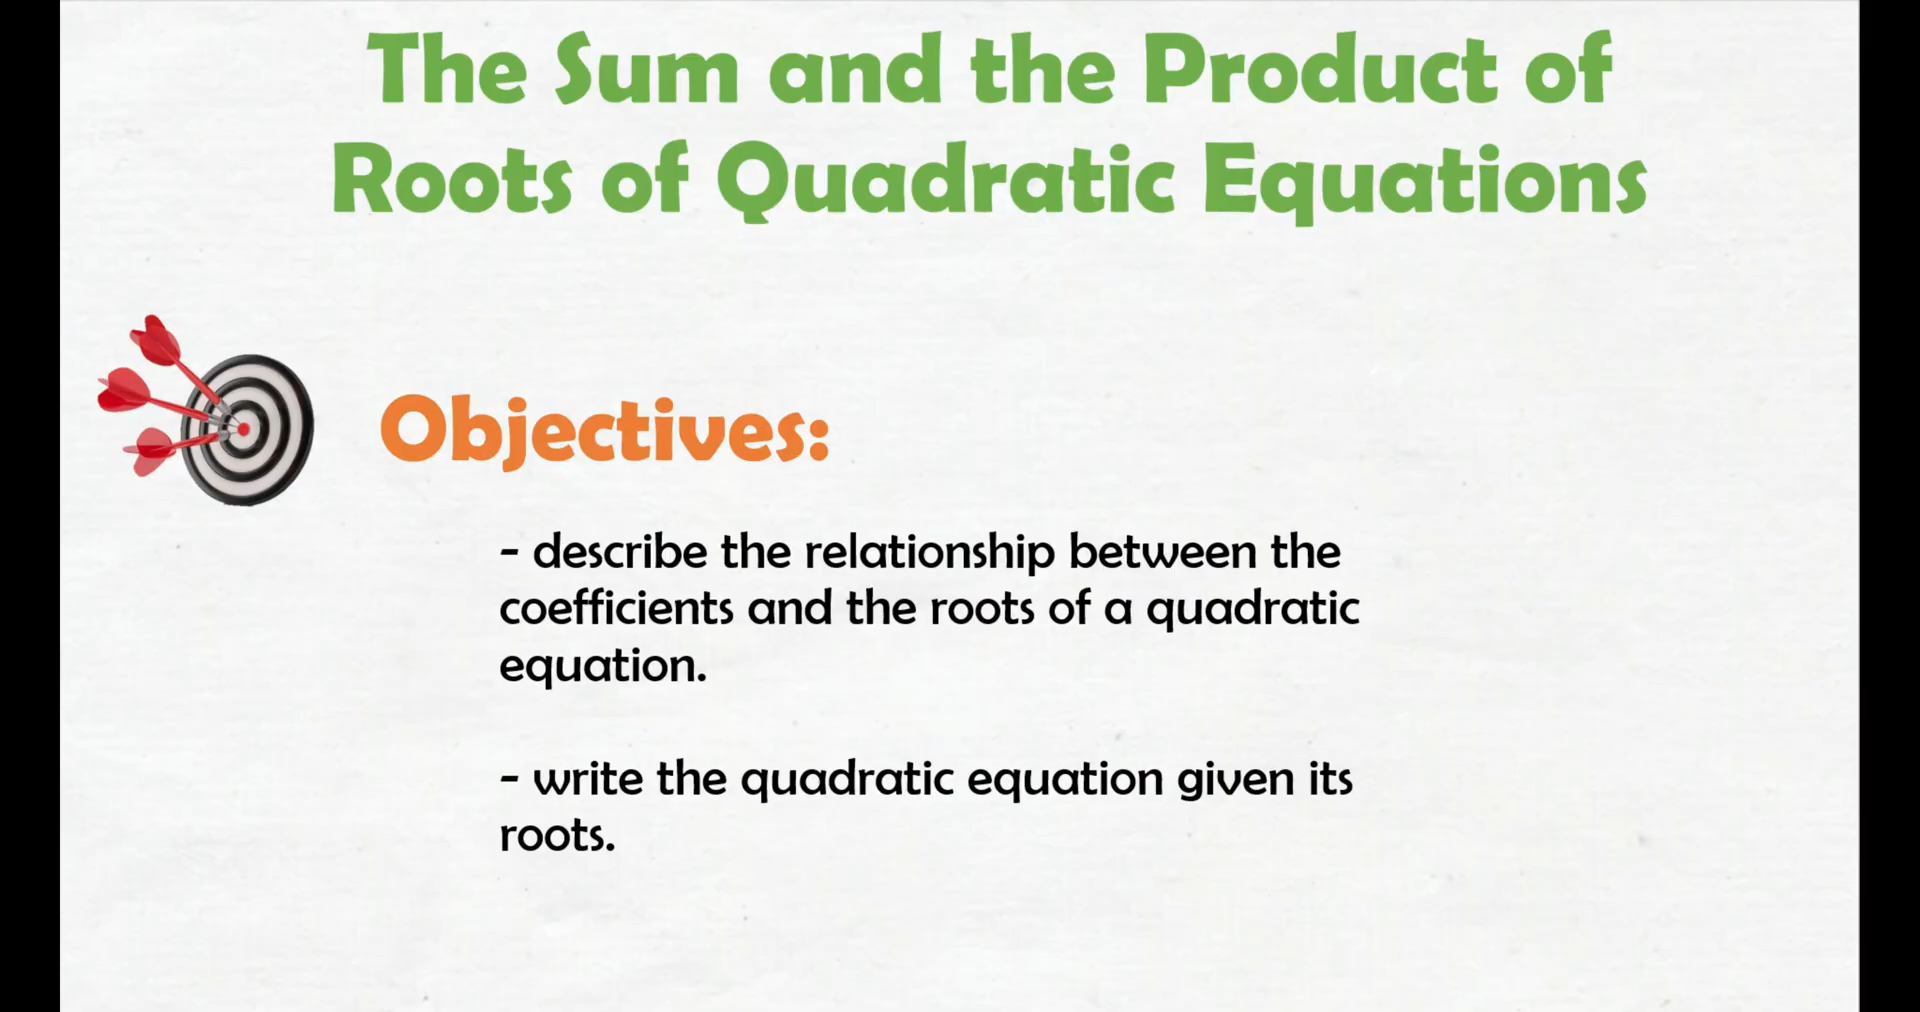 The Sum and the Product of
Roots of Quadratic Equations
Objectives:
- describe the relationship between the
coefficients and the roots of a quadratic
equation.
- write the quadratic equation given its
roots.